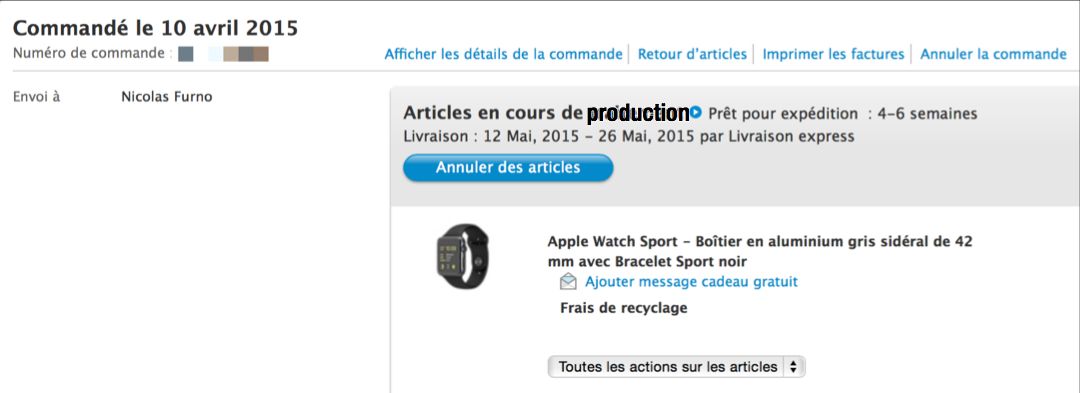 Commandé le 10 avril 2015
Numéro de commande :
Afficher les détails de la commande | Retour d'articles | Imprimer les factures | Annuler la commande
Envoi à Nicolas Furno
Articles en cours de production Prêt pour expédition : 4-6 semaines
Livraison : 12 Mai, 2015 - 26 Mai, 2015 par Livraison express
Annuler des articles
Apple Watch Sport - Boîtier en aluminium gris sidéral de 42
mm avec Bracelet Sport noir
Ajouter message cadeau gratuit
Frais de recyclage
Toutes les actions sur les articles